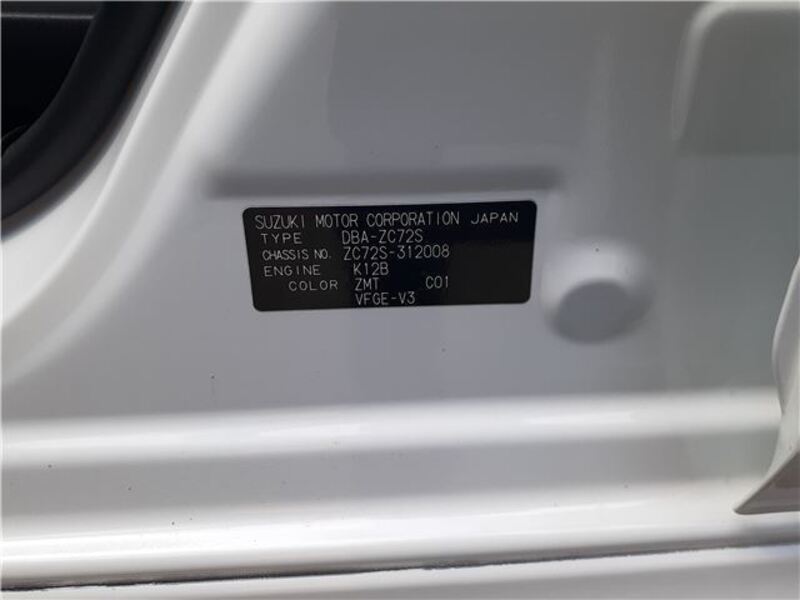 SUZUKI MOTOR CORPORATION JAPAN
TYPE DBA-ZC72S
CHASSIS NO. ZC72S-312008
ENGINE K12B
COLOR ZMT C01
VFGE-V3